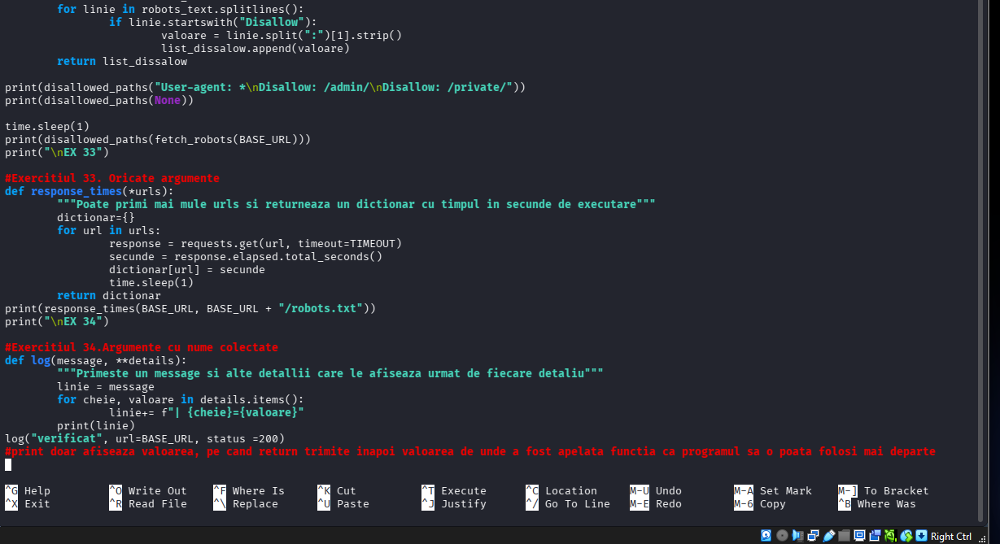 for linie in robots_text.splitlines():
                if linie.startswith("Disallow"):
                        valoare = linie.split(":")[1].strip()
                        list_dissalow.append(valoare)
        return list_dissalow

print(disallowed_paths("User-agent: *\nDisallow: /admin/\nDisallow: /private/"))
print(disallowed_paths(None))

time.sleep(1)
print(disallowed_paths(fetch_robots(BASE_URL)))
print("\nEX 33")

#Exercitiul 33. Oricate argumente
def response_times(*urls):
        """Poate primi mai mule urls si returneaza un dictionar cu timpul in secunde de executare"""
        dictionar={}
        for url in urls:
                response = requests.get(url, timeout=TIMEOUT)
                secunde = response.elapsed.total_seconds()
                dictionar[url] = secunde
                time.sleep(1)
        return dictionar
print(response_times(BASE_URL, BASE_URL + "/robots.txt"))
print("\nEX 34")

#Exercitiul 34.Argumente cu nume colectate
def log(message, **details):
        """Primeste un message si alte detallii care le afiseaza urmat de fiecare detaliu"""
        linie = message
        for cheie, valoare in details.items():
                linie+= f"| {cheie}={valoare}"
        print(linie)
log("verificat", url=BASE_URL, status =200)
#print doar afiseaza valoarea, pe cand return trimite inapoi valoarea de unde a fost apelata functia ca programul sa o poata folosi mai departe

^G Help ^O Write Out ^F Where Is ^K Cut ^T Execute ^C Location M-U Undo M-A Set Mark M-] To Bracket
^X Exit ^R Read File ^\ Replace ^U Paste ^J Justify ^/ Go To Line M-E Redo M-6 Copy ^B Where Was
Right Ctrl